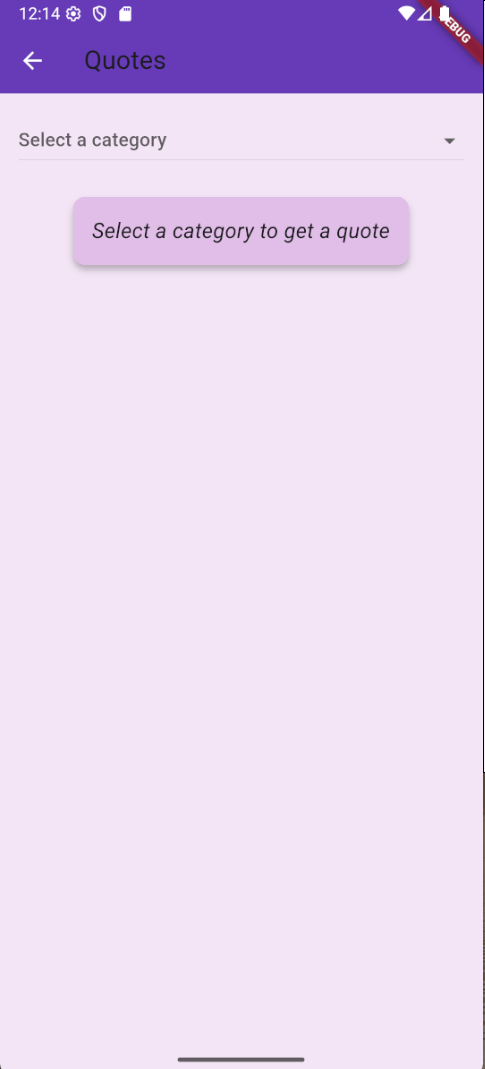 12:14
DEBUG
Quotes
Select a category
Select a category to get a quote